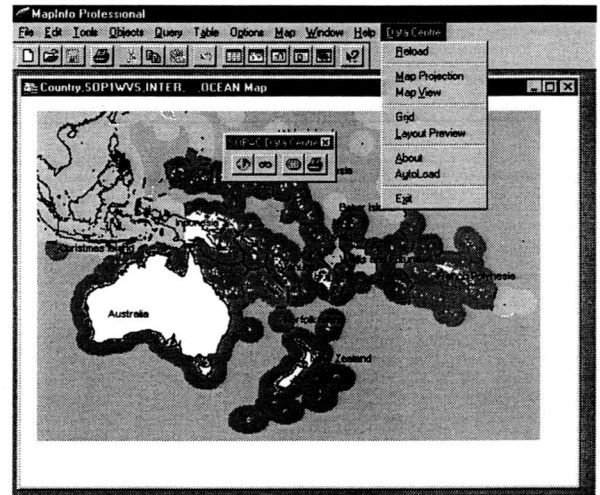 MapInfo Professional
File Edit Tools Objects Query Table Options Map Window Help Data Centre
Reload
Map Projection
Map View
Grid
Layout Preview
About
AutoLoad
Exit
Country,SOP1WVS,INTER, ,OCEAN Map
Data Centre
Christmas Island
Australia
Norfolk
Zealand